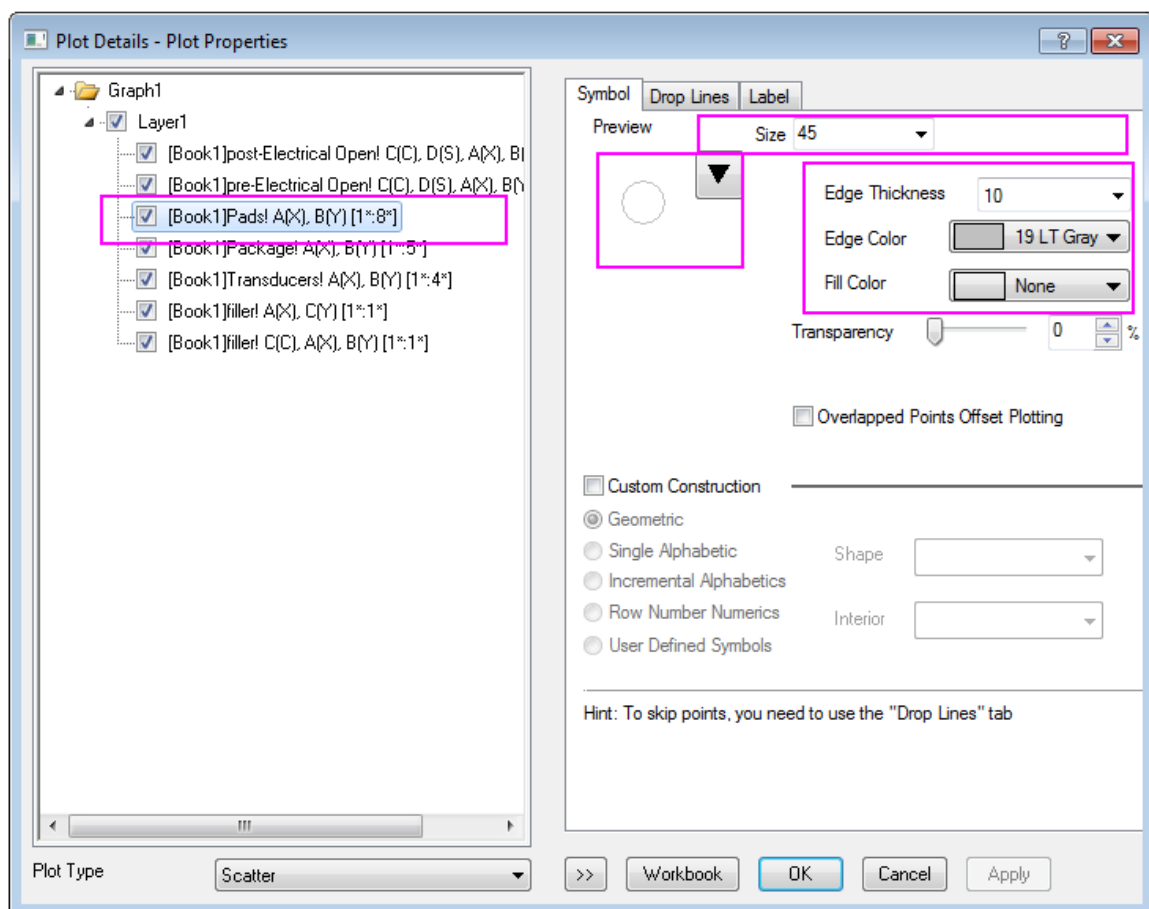 Plot Details - Plot Properties
Graph1
Layer1
[Book1]post-Electrical Open! C(C), D(S), A(X), B(
[Book1]pre-Electrical Open! C(C), D(S), A(X), B(Y
[Book1]Pads! A(X), B(Y) [1*:8*]
[Book1]Package! A(X), B(Y) [1*:5*]
[Book1]Transducers! A(X), B(Y) [1*:4*]
[Book1]filler! A(X), C(Y) [1*:1*]
[Book1]filler! C(C), A(X), B(Y) [1*:1*]
Plot Type
Scatter
Symbol Drop Lines Label
Preview
Size 45
Edge Thickness 10
Edge Color 19 LT Gray
Fill Color None
Transparency 0 %
Overlapped Points Offset Plotting
Custom Construction
Geometric
Single Alphabetic
Incremental Alphabetics
Row Number Numerics
User Defined Symbols
Shape
Interior
Hint: To skip points, you need to use the "Drop Lines" tab
>> Workbook OK Cancel Apply